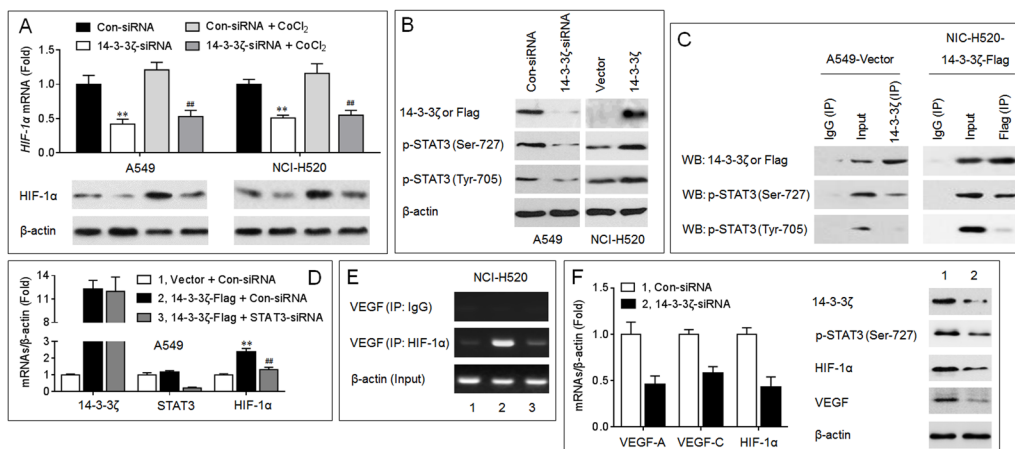 A
Con-siRNA
Con-siRNA + CoCl₂
14-3-3ζ-siRNA
14-3-3ζ-siRNA + CoCl₂
HIF-1α mRNA (Fold)
1.5
1.0
0.5
0.0
**
##
**
##
A549
NCI-H520
HIF-1α
β-actin
B
Con-siRNA
14-3-3ζ-siRNA
Vector
14-3-3ζ
14-3-3ζ or Flag
p-STAT3 (Ser-727)
p-STAT3 (Tyr-705)
β-actin
A549
NCI-H520
C
A549-Vector
NIC-H520-
14-3-3ζ-Flag
IgG (IP)
Input
14-3-3ζ (IP)
IgG (IP)
Input
Flag (IP)
WB: 14-3-3ζ or Flag
WB: p-STAT3 (Ser-727)
WB: p-STAT3 (Tyr-705)
D
1, Vector + Con-siRNA
2, 14-3-3ζ-Flag + Con-siRNA
3, 14-3-3ζ-Flag + STAT3-siRNA
mRNAs/β-actin (Fold)
14
12
10
8
3
2
1
0
A549
**
##
14-3-3ζ
STAT3
HIF-1α
E
NCI-H520
VEGF (IP: IgG)
VEGF (IP: HIF-1α)
β-actin (Input)
1
2
3
F
1, Con-siRNA
2, 14-3-3ζ-siRNA
mRNAs/β-actin (Fold)
1.5
1.0
0.5
0.0
VEGF-A
VEGF-C
HIF-1α
1
2
14-3-3ζ
p-STAT3 (Ser-727)
HIF-1α
VEGF
β-actin